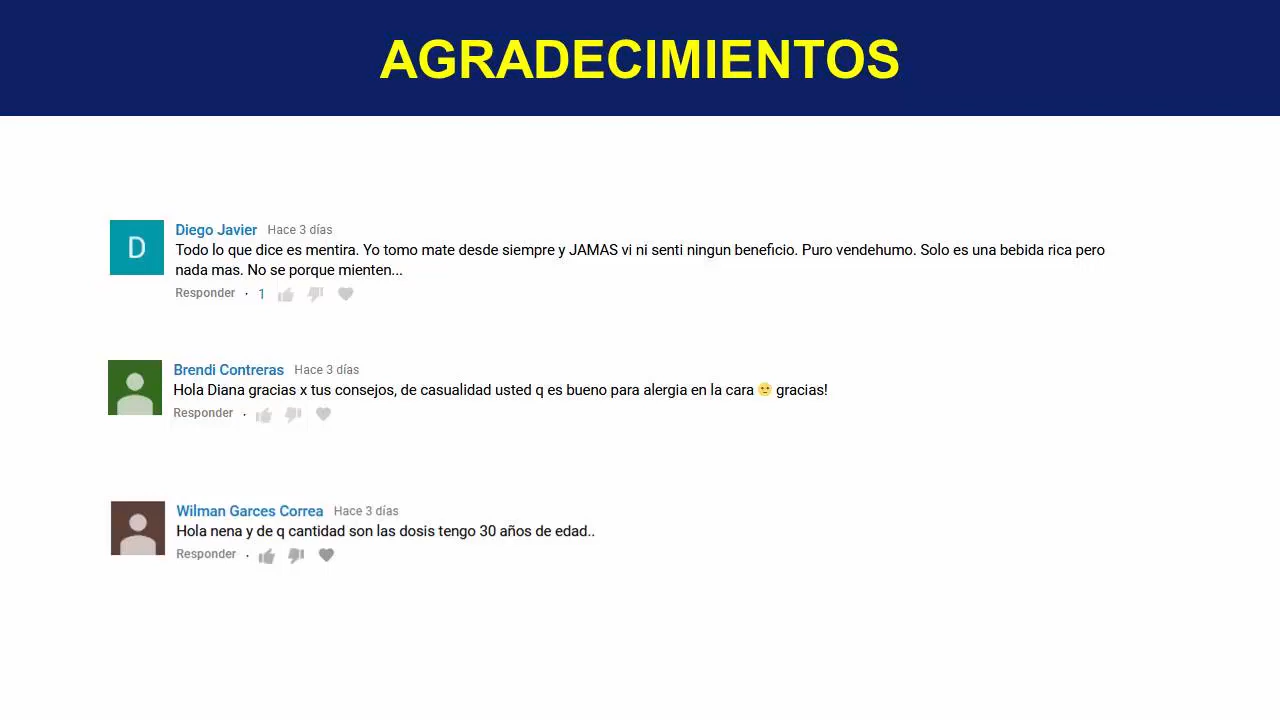 AGRADECIMIENTOS
D
Diego Javier Hace 3 días
Todo lo que dice es mentira. Yo tomo mate desde siempre y JAMAS vi ni senti ningun beneficio. Puro vendehumo. Solo es una bebida rica pero
nada mas. No se porque mienten...
Responder · 1
Brendi Contreras Hace 3 días
Hola Diana gracias x tus consejos, de casualidad usted q es bueno para alergia en la cara 🙂 gracias!
Responder ·
Wilman Garces Correa Hace 3 días
Hola nena y de q cantidad son las dosis tengo 30 años de edad..
Responder ·